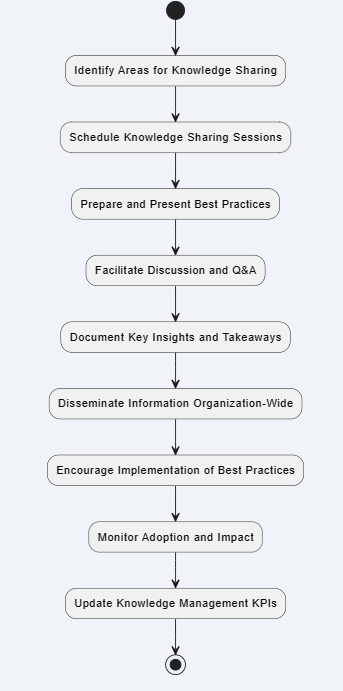 Identify Areas for Knowledge Sharing
Schedule Knowledge Sharing Sessions
Prepare and Present Best Practices
Facilitate Discussion and Q&A
Document Key Insights and Takeaways
Disseminate Information Organization-Wide
Encourage Implementation of Best Practices
Monitor Adoption and Impact
Update Knowledge Management KPIs